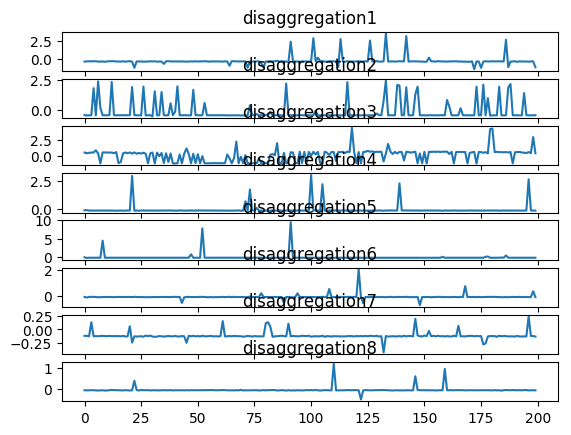 disaggregation1
2.5
0.0
disaggregation2
2.5
0.0
disaggregation3
2.5
0.0
disaggregation4
2.5
0.0
disaggregation5
10
5
0
disaggregation6
2
0
disaggregation7
0.25
0.00
−0.25
disaggregation8
1
0
0 25 50 75 100 125 150 175 200